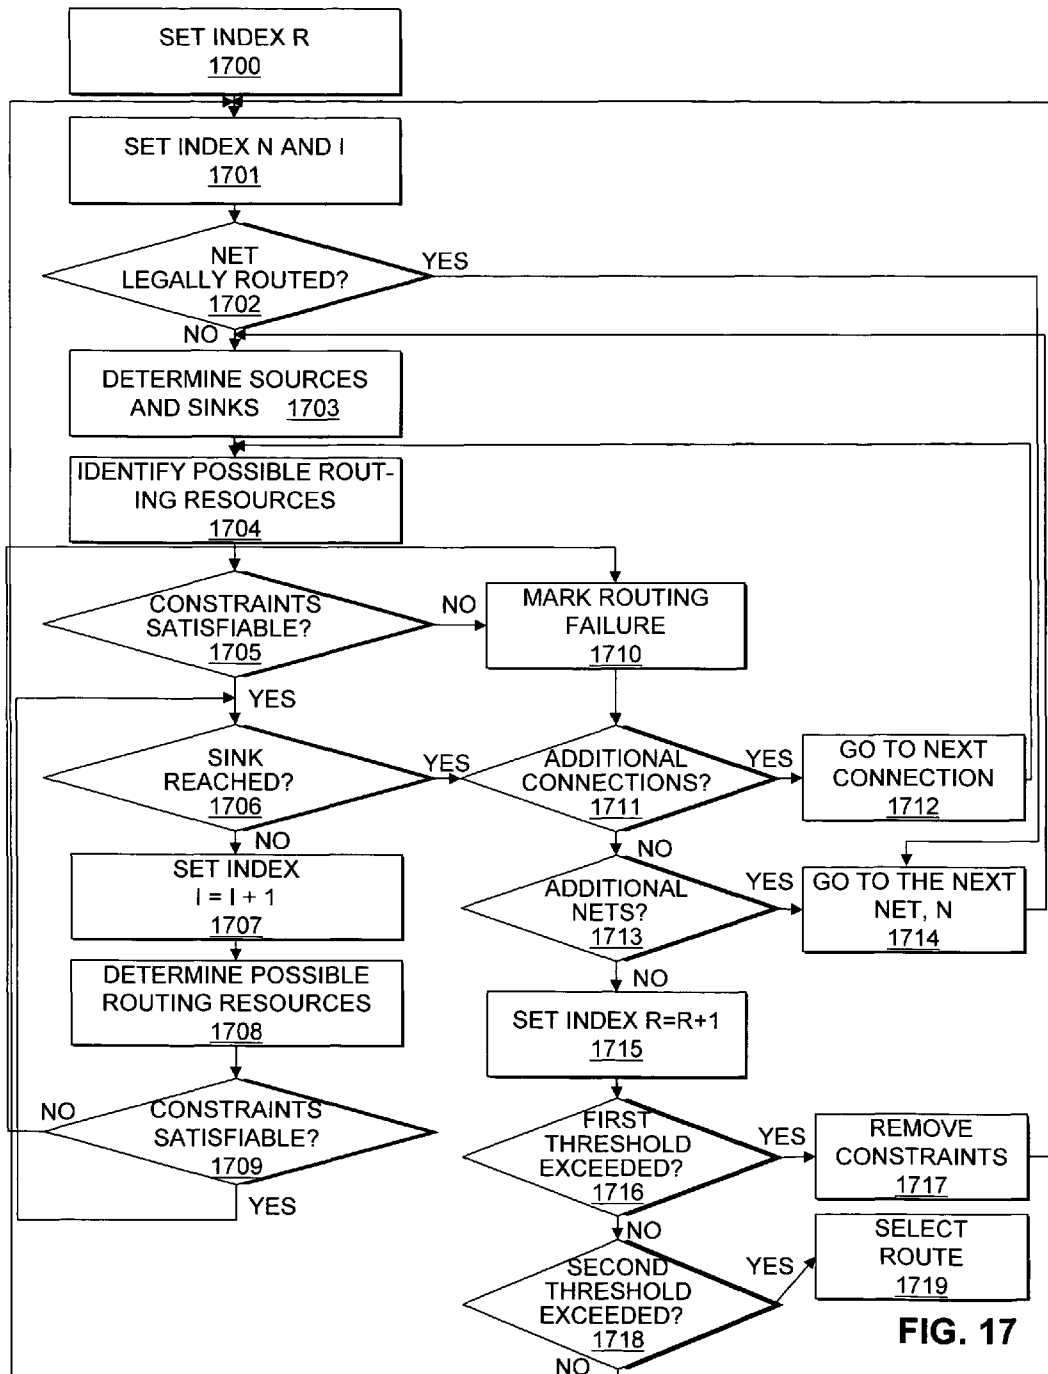 SET INDEX R
1700
SET INDEX N AND I
1701
NET
LEGALLY ROUTED?
1702
YES
NO
DETERMINE SOURCES
AND SINKS 1703
IDENTIFY POSSIBLE ROUT-
ING RESOURCES
1704
CONSTRAINTS
SATISFIABLE?
1705
NO
YES
MARK ROUTING
FAILURE
1710
SINK
REACHED?
1706
YES
NO
ADDITIONAL
CONNECTIONS?
1711
YES
NO
GO TO NEXT
CONNECTION
1712
SET INDEX
I = I + 1
1707
ADDITIONAL
NETS?
1713
YES
NO
GO TO THE NEXT
NET, N
1714
DETERMINE POSSIBLE
ROUTING RESOURCES
1708
SET INDEX R=R+1
1715
NO
CONSTRAINTS
SATISFIABLE?
1709
YES
FIRST
THRESHOLD
EXCEEDED?
1716
YES
NO
REMOVE
CONSTRAINTS
1717
SECOND
THRESHOLD
EXCEEDED?
1718
YES
NO
SELECT
ROUTE
1719
FIG. 17